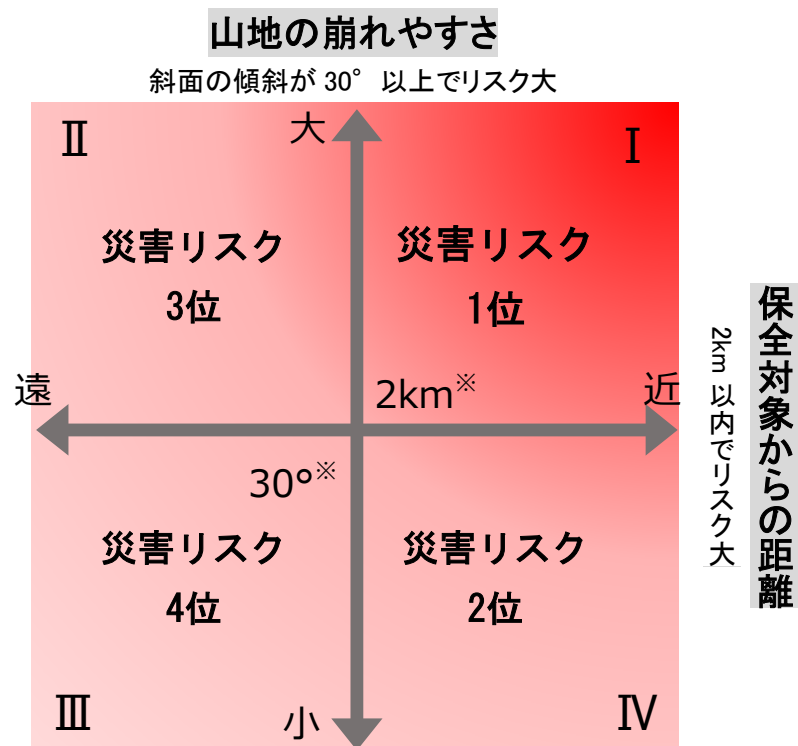 山地の崩れやすさ
斜面の傾斜が 30° 以上でリスク大
Ⅱ
大
Ⅰ
災害リスク
3位
災害リスク
1位
遠
2km※
近
30°※
災害リスク
4位
災害リスク
2位
Ⅲ
小
Ⅳ
2km 以内でリスク大
保全対象からの距離